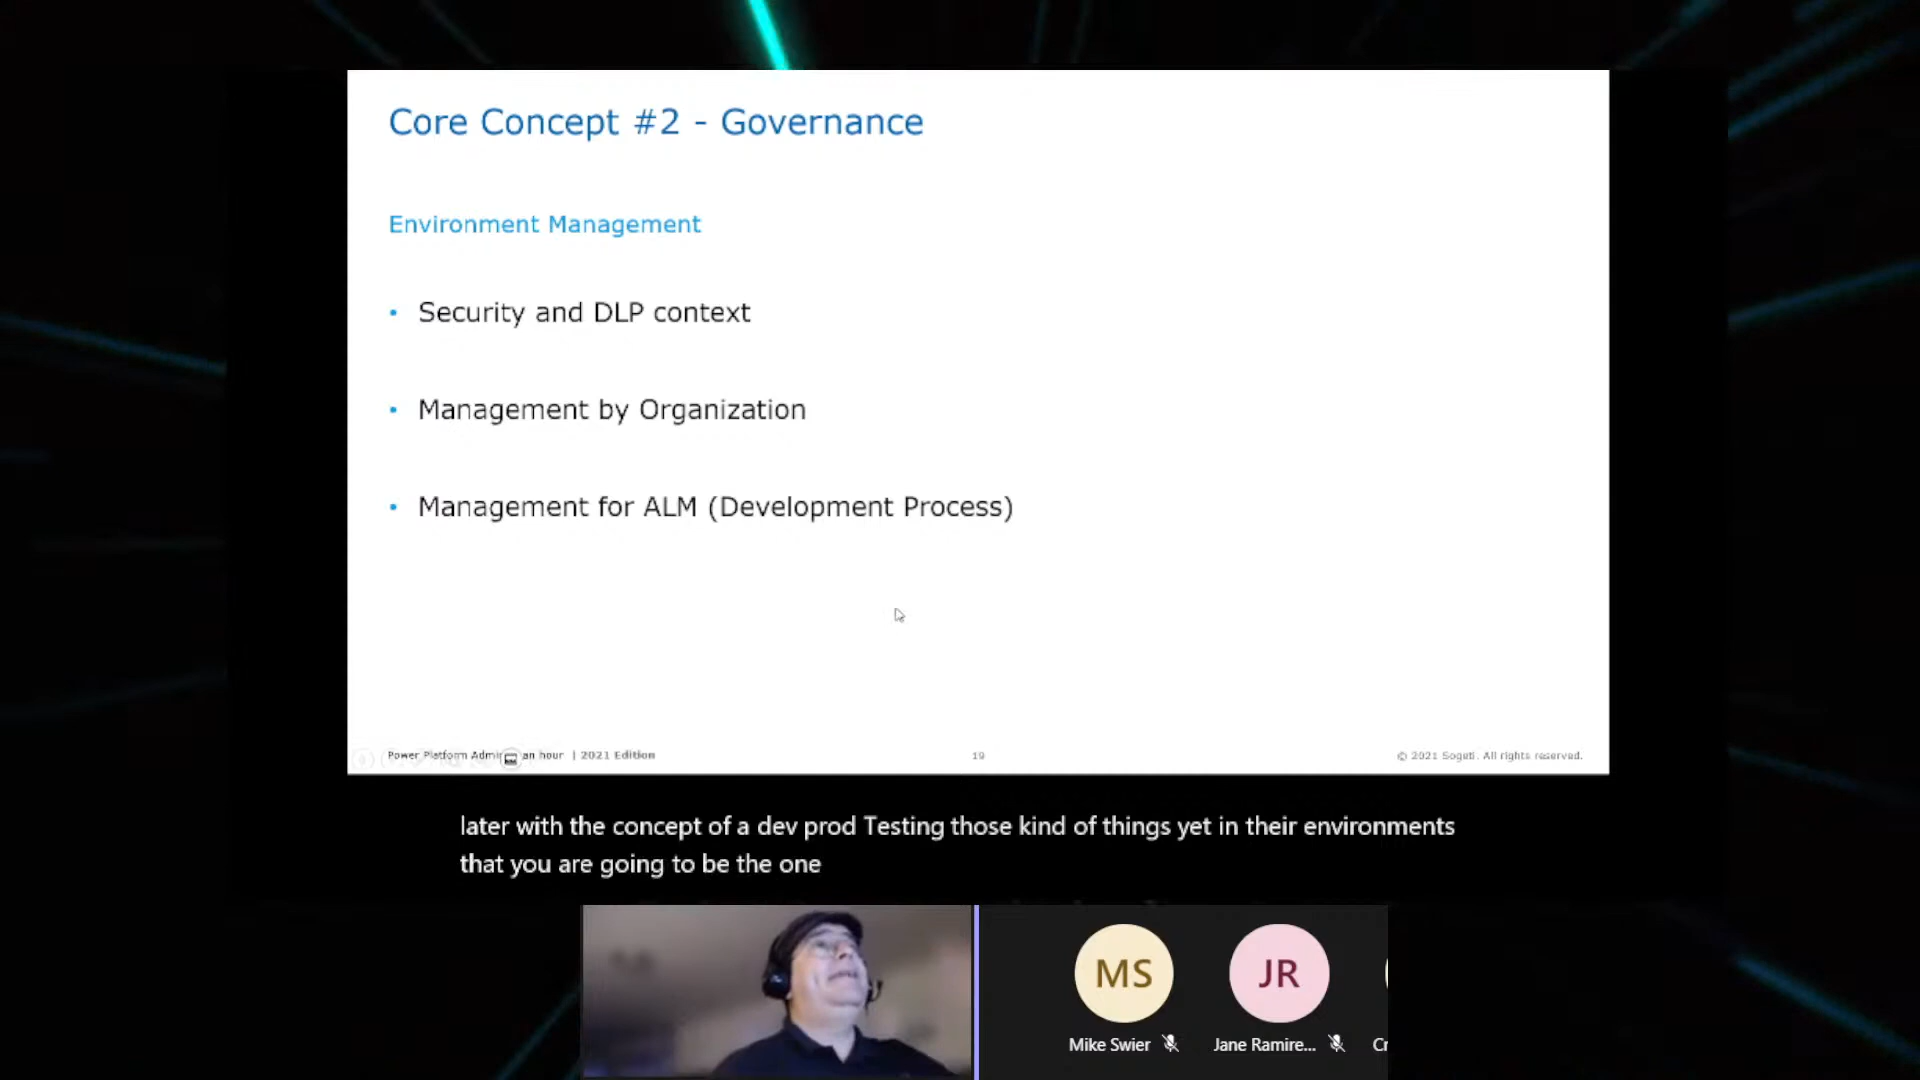 Core Concept #2 - Governance
Environment Management
• Security and DLP context
• Management by Organization
• Management for ALM (Development Process)
Power Platform Admin an hour | 2021 Edition
19
© 2021 Sogeti. All rights reserved.
later with the concept of a dev prod Testing those kind of things yet in their environments
that you are going to be the one
MS
JR
Mike Swier
Jane Ramire...
Cr